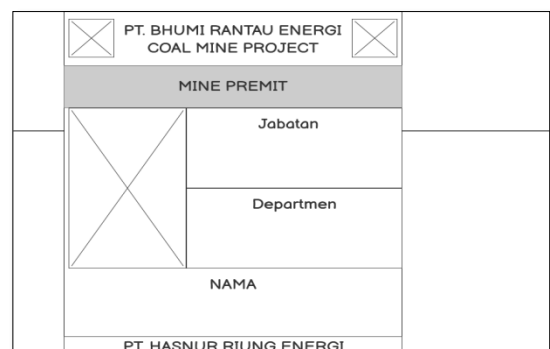 PT. BHUMI RANTAU ENERGI
COAL MINE PROJECT
MINE PREMIT
Jabatan
Departmen
NAMA
PT. HASNUR RIUNG ENERGI